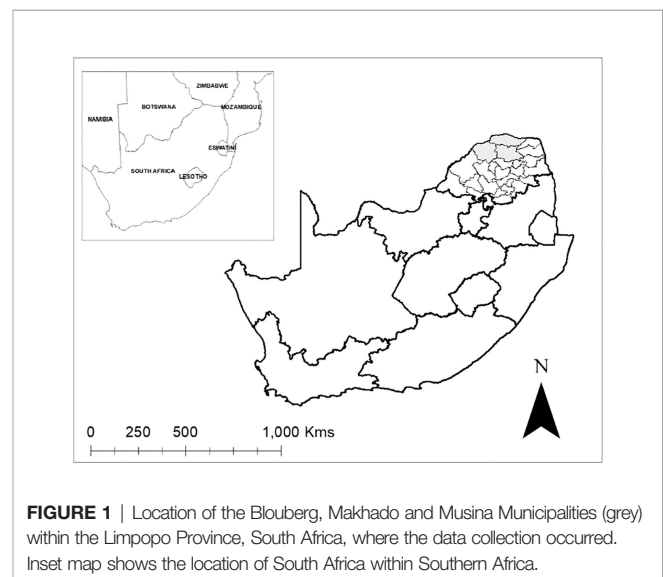 ZIMBABWE
BOTSWANA
MOZAMBIQUE
NAMIBIA
ESWATINI
SOUTH AFRICA
LESOTHO
N
0 250 500 1,000 Kms
FIGURE 1 | Location of the Blouberg, Makhado and Musina Municipalities (grey)
within the Limpopo Province, South Africa, where the data collection occurred.
Inset map shows the location of South Africa within Southern Africa.